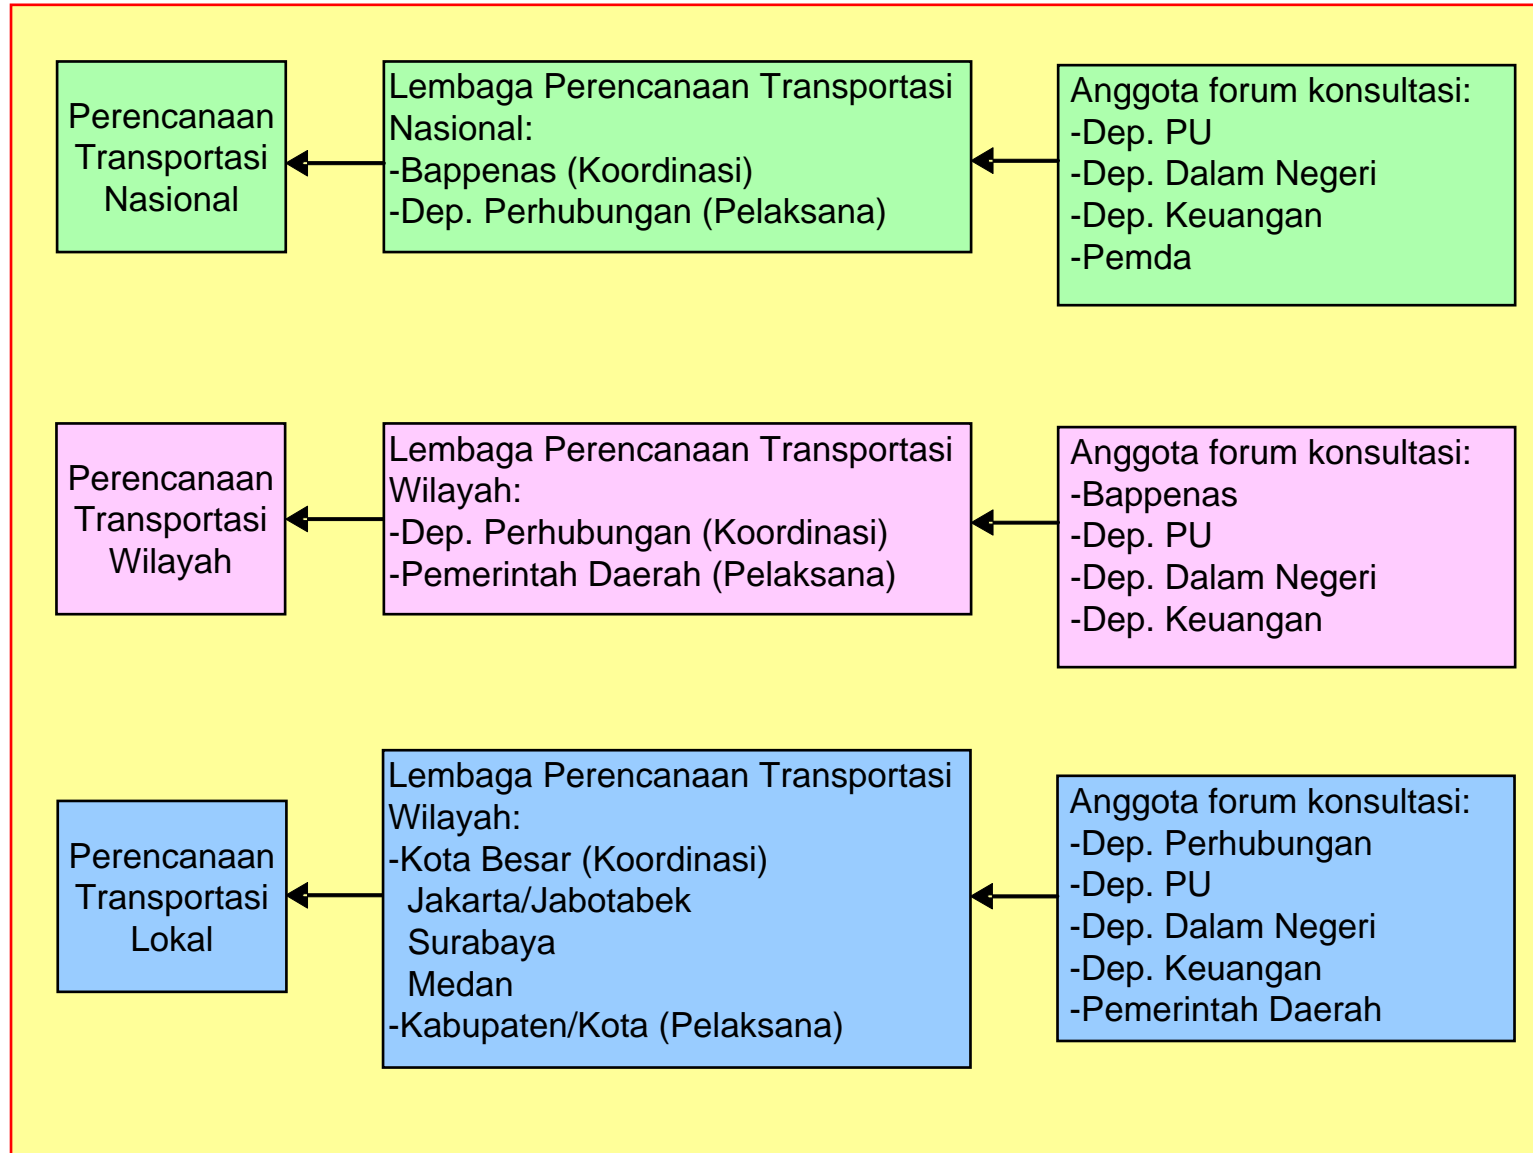 Perencanaan
Transportasi
Nasional
Lembaga Perencanaan Transportasi
Nasional:
-Bappenas (Koordinasi)
-Dep. Perhubungan (Pelaksana)
Anggota forum konsultasi:
-Dep. PU
-Dep. Dalam Negeri
-Dep. Keuangan
-Pemda
Perencanaan
Transportasi
Wilayah
Lembaga Perencanaan Transportasi
Wilayah:
-Dep. Perhubungan (Koordinasi)
-Pemerintah Daerah (Pelaksana)
Anggota forum konsultasi:
-Bappenas
-Dep. PU
-Dep. Dalam Negeri
-Dep. Keuangan
Perencanaan
Transportasi
Lokal
Lembaga Perencanaan Transportasi
Wilayah:
-Kota Besar (Koordinasi)
Jakarta/Jabotabek
Surabaya
Medan
-Kabupaten/Kota (Pelaksana)
Anggota forum konsultasi:
-Dep. Perhubungan
-Dep. PU
-Dep. Dalam Negeri
-Dep. Keuangan
-Pemerintah Daerah